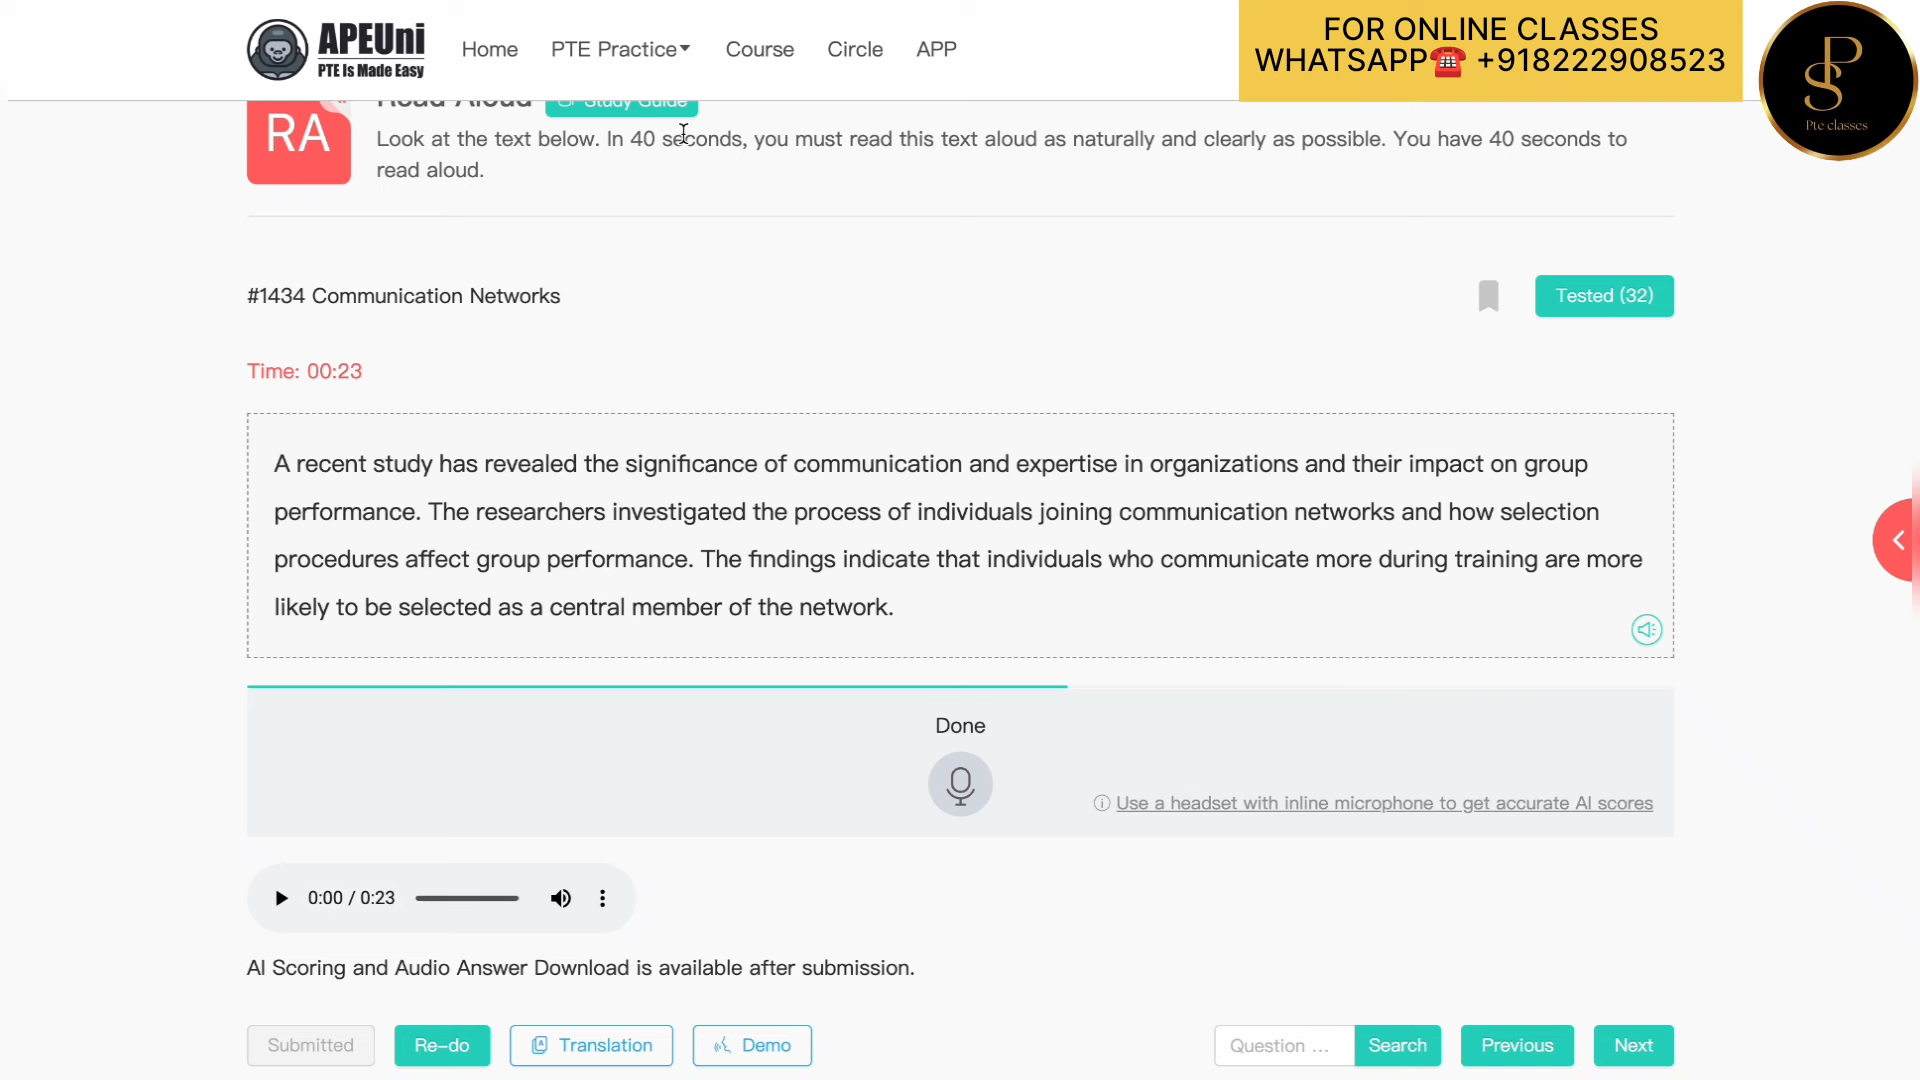 APEUni
PTE Is Made Easy
Home
PTE Practice
Course
Circle
APP
FOR ONLINE CLASSES
WHATSAPP☎️ +918222908523
SP
Pte classes
RA
Read Aloud
Study Guide
Look at the text below. In 40 seconds, you must read this text aloud as naturally and clearly as possible. You have 40 seconds to
read aloud.
#1434 Communication Networks
Tested (32)
Time: 00:23
A recent study has revealed the significance of communication and expertise in organizations and their impact on group
performance. The researchers investigated the process of individuals joining communication networks and how selection
procedures affect group performance. The findings indicate that individuals who communicate more during training are more
likely to be selected as a central member of the network.
Done
Use a headset with inline microphone to get accurate AI scores
0:00 / 0:23
AI Scoring and Audio Answer Download is available after submission.
Submitted
Re-do
Translation
Demo
Question ...
Search
Previous
Next